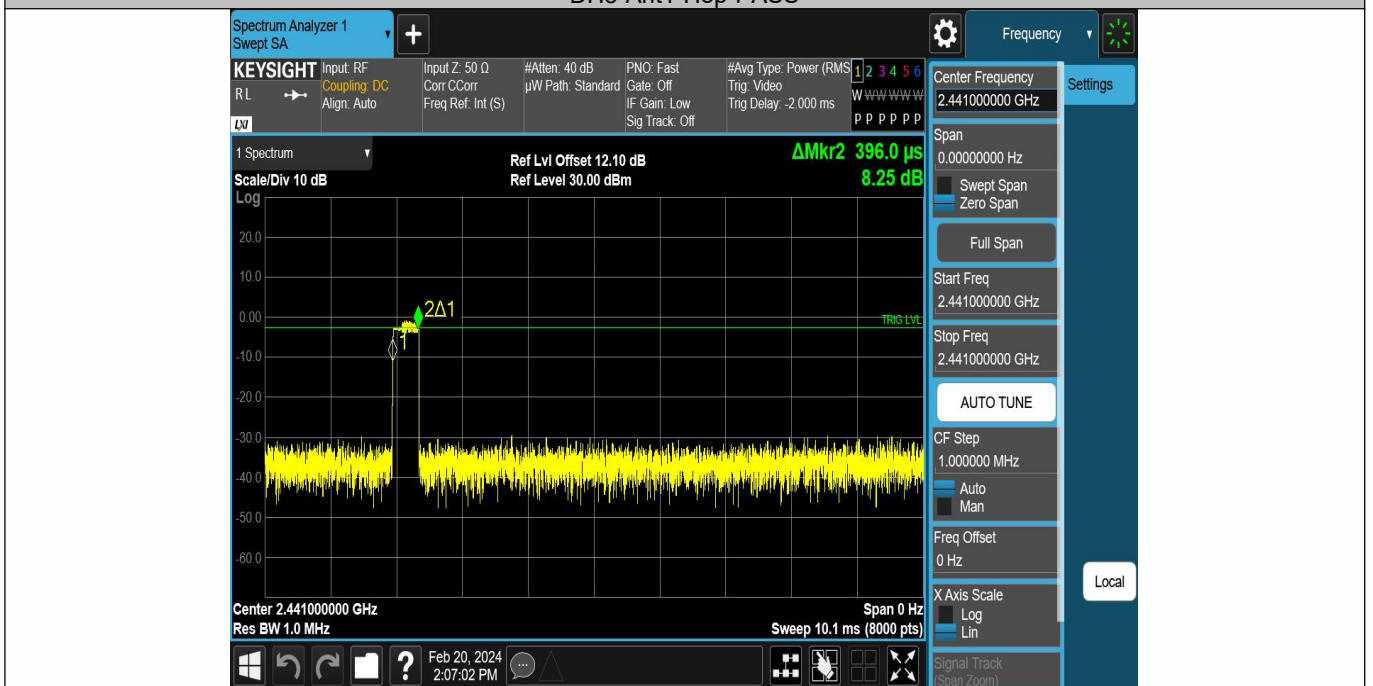 Spectrum Analyzer 1
Swept SA
+
Frequency
KEYSIGHT
RL
LXI
Input: RF
Coupling: DC
Align: Auto
Input Z: 50 Ω
Corr CCorr
Freq Ref: Int (S)
#Atten: 40 dB
µW Path: Standard
PNO: Fast
Gate: Off
IF Gain: Low
Sig Track: Off
#Avg Type: Power (RMS
Trig: Video
Trig Delay: -2.000 ms
1 2 3 4 5 6
W W W W W W
P P P P P P
1 Spectrum
Scale/Div 10 dB
Log
Ref Lvl Offset 12.10 dB
Ref Level 30.00 dBm
ΔMkr2 396.0 µs
8.25 dB
20.0
10.0
0.00
-10.0
-20.0
-30.0
-40.0
-50.0
-60.0
2Δ1
1
TRIG LVL
Center 2.441000000 GHz
Res BW 1.0 MHz
Span 0 Hz
Sweep 10.1 ms (8000 pts)
Center Frequency
2.441000000 GHz
Settings
Span
0.00000000 Hz
Swept Span
Zero Span
Full Span
Start Freq
2.441000000 GHz
Stop Freq
2.441000000 GHz
AUTO TUNE
CF Step
1.000000 MHz
Auto
Man
Freq Offset
0 Hz
X Axis Scale
Log
Lin
Local
Signal Track
(Span Zoom)
?
Feb 20, 2024
2:07:02 PM